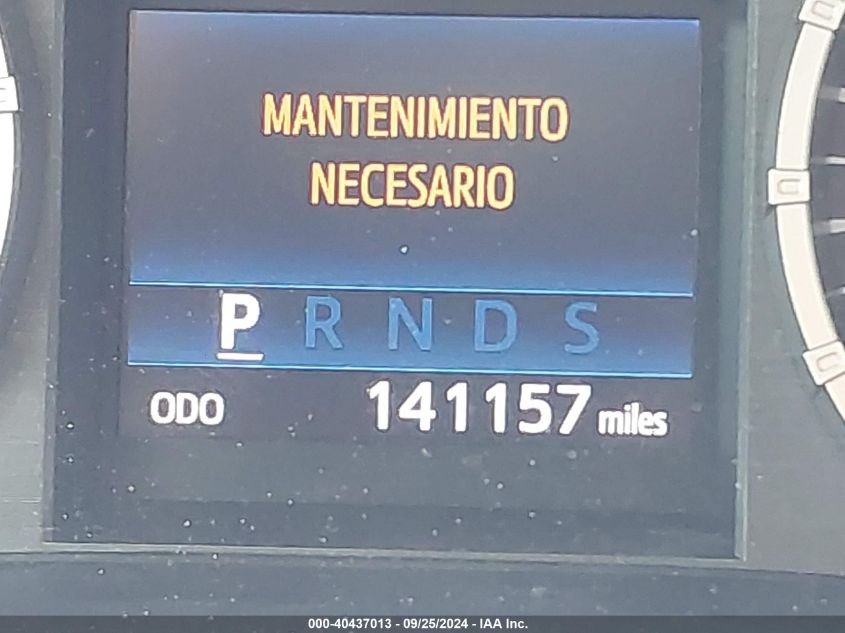 MANTENIMIENTO
NECESARIO
P R N D S
ODO 141157 miles
000-40437013 - 09/25/2024 - IAA Inc.